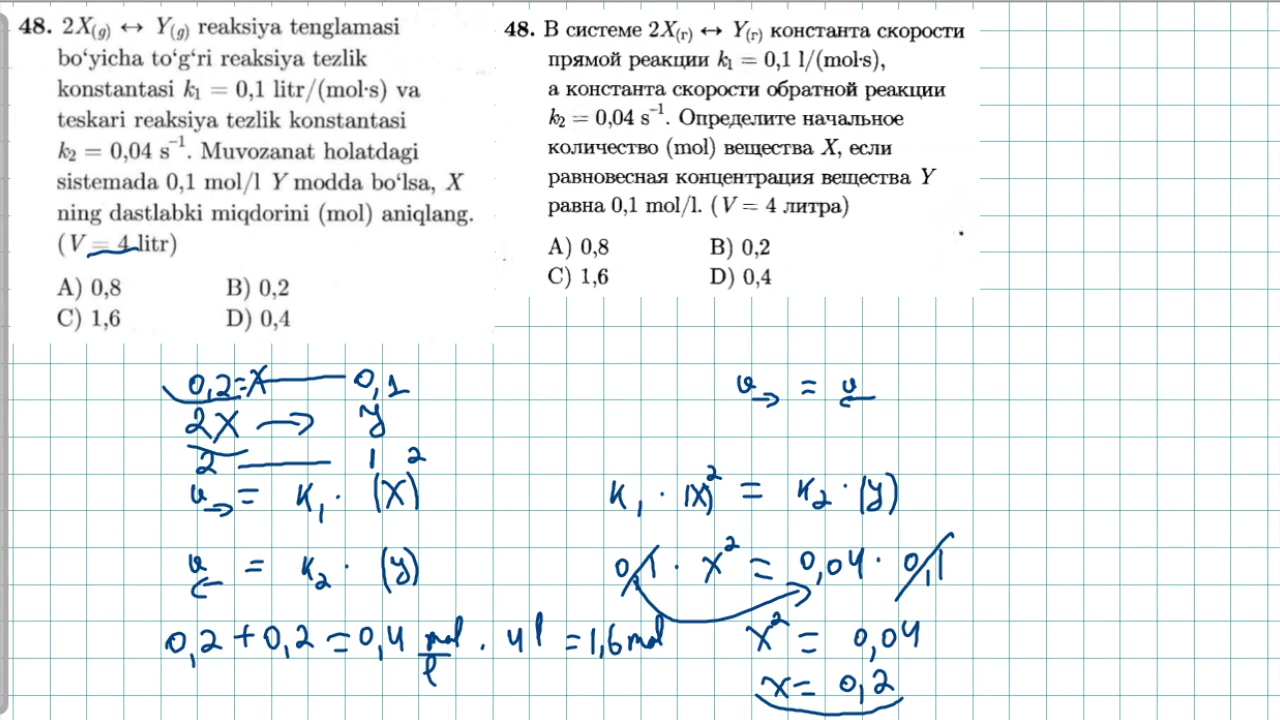 48. 2X(g) ↔ Y(g) reaksiya tenglamasi
bo‘yicha to‘g‘ri reaksiya tezlik
konstantasi k₁ = 0,1 litr/(mol·s) va
teskari reaksiya tezlik konstantasi
k₂ = 0,04 s⁻¹. Muvozanat holatdagi
sistemada 0,1 mol/l Y modda bo‘lsa, X
ning dastlabki miqdorini (mol) aniqlang.
(V = 4 litr)
A) 0,8 B) 0,2
C) 1,6 D) 0,4
48. В системе 2X(г) ↔ Y(г) константа скорости
прямой реакции k₁ = 0,1 l/(mol·s),
а константа скорости обратной реакции
k₂ = 0,04 s⁻¹. Определите начальное
количество (mol) вещества X, если
равновесная концентрация вещества Y
равна 0,1 mol/l. (V = 4 литра)
A) 0,8 B) 0,2
C) 1,6 D) 0,4
0,2=X — 0,1
2X → y
2 — 1
v→ = K₁ · (X)²
v← = K₂ · (y)
0,2 + 0,2 = 0,4 mol/l · 4l = 1,6 mol
v→ = v←
K₁ · (X)² = K₂ · (y)
0,1 · X² = 0,04 · 0,1
X² = 0,04
X = 0,2